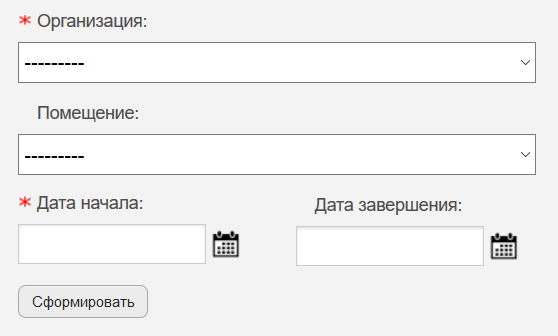 * Организация:
---------
Помещение:
---------
* Дата начала:
Дата завершения:
Сформировать